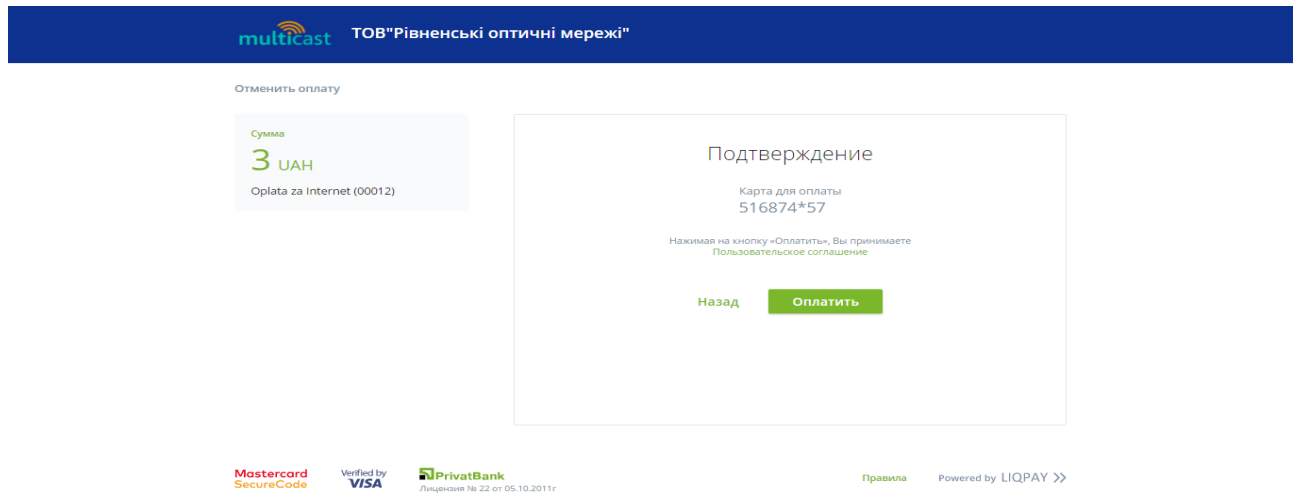 multicast ТОВ"Рівненські оптичні мережі"
Отменить оплату
Сумма
3 UAH
Oplata za Internet (00012)
Подтверждение
Карта для оплаты
516874*57
Нажимая на кнопку «Оплатить», Вы принимаете
Пользовательское соглашение
Назад Оплатить
Mastercard
SecureCode
Verified by
VISA
PrivatBank
Лицензия № 22 от 05.10.2011г
Правила
Powered by LIQPAY